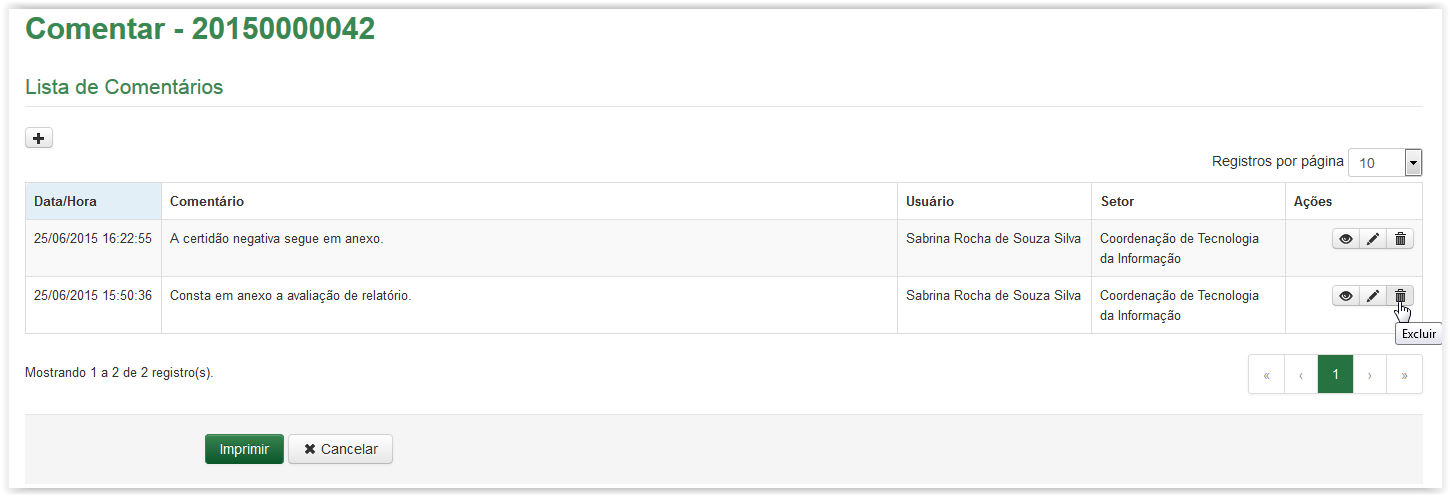 Comentar - 20150000042
Lista de Comentários
Registros por página 10
Data/Hora Comentário Usuário Setor Ações
25/06/2015 16:22:55 A certidão negativa segue em anexo. Sabrina Rocha de Souza Silva Coordenação de Tecnologia
da Informação
25/06/2015 15:50:36 Consta em anexo a avaliação de relatório. Sabrina Rocha de Souza Silva Coordenação de Tecnologia
da Informação
Excluir
Mostrando 1 a 2 de 2 registro(s).
« ‹ 1 › »
Imprimir Cancelar